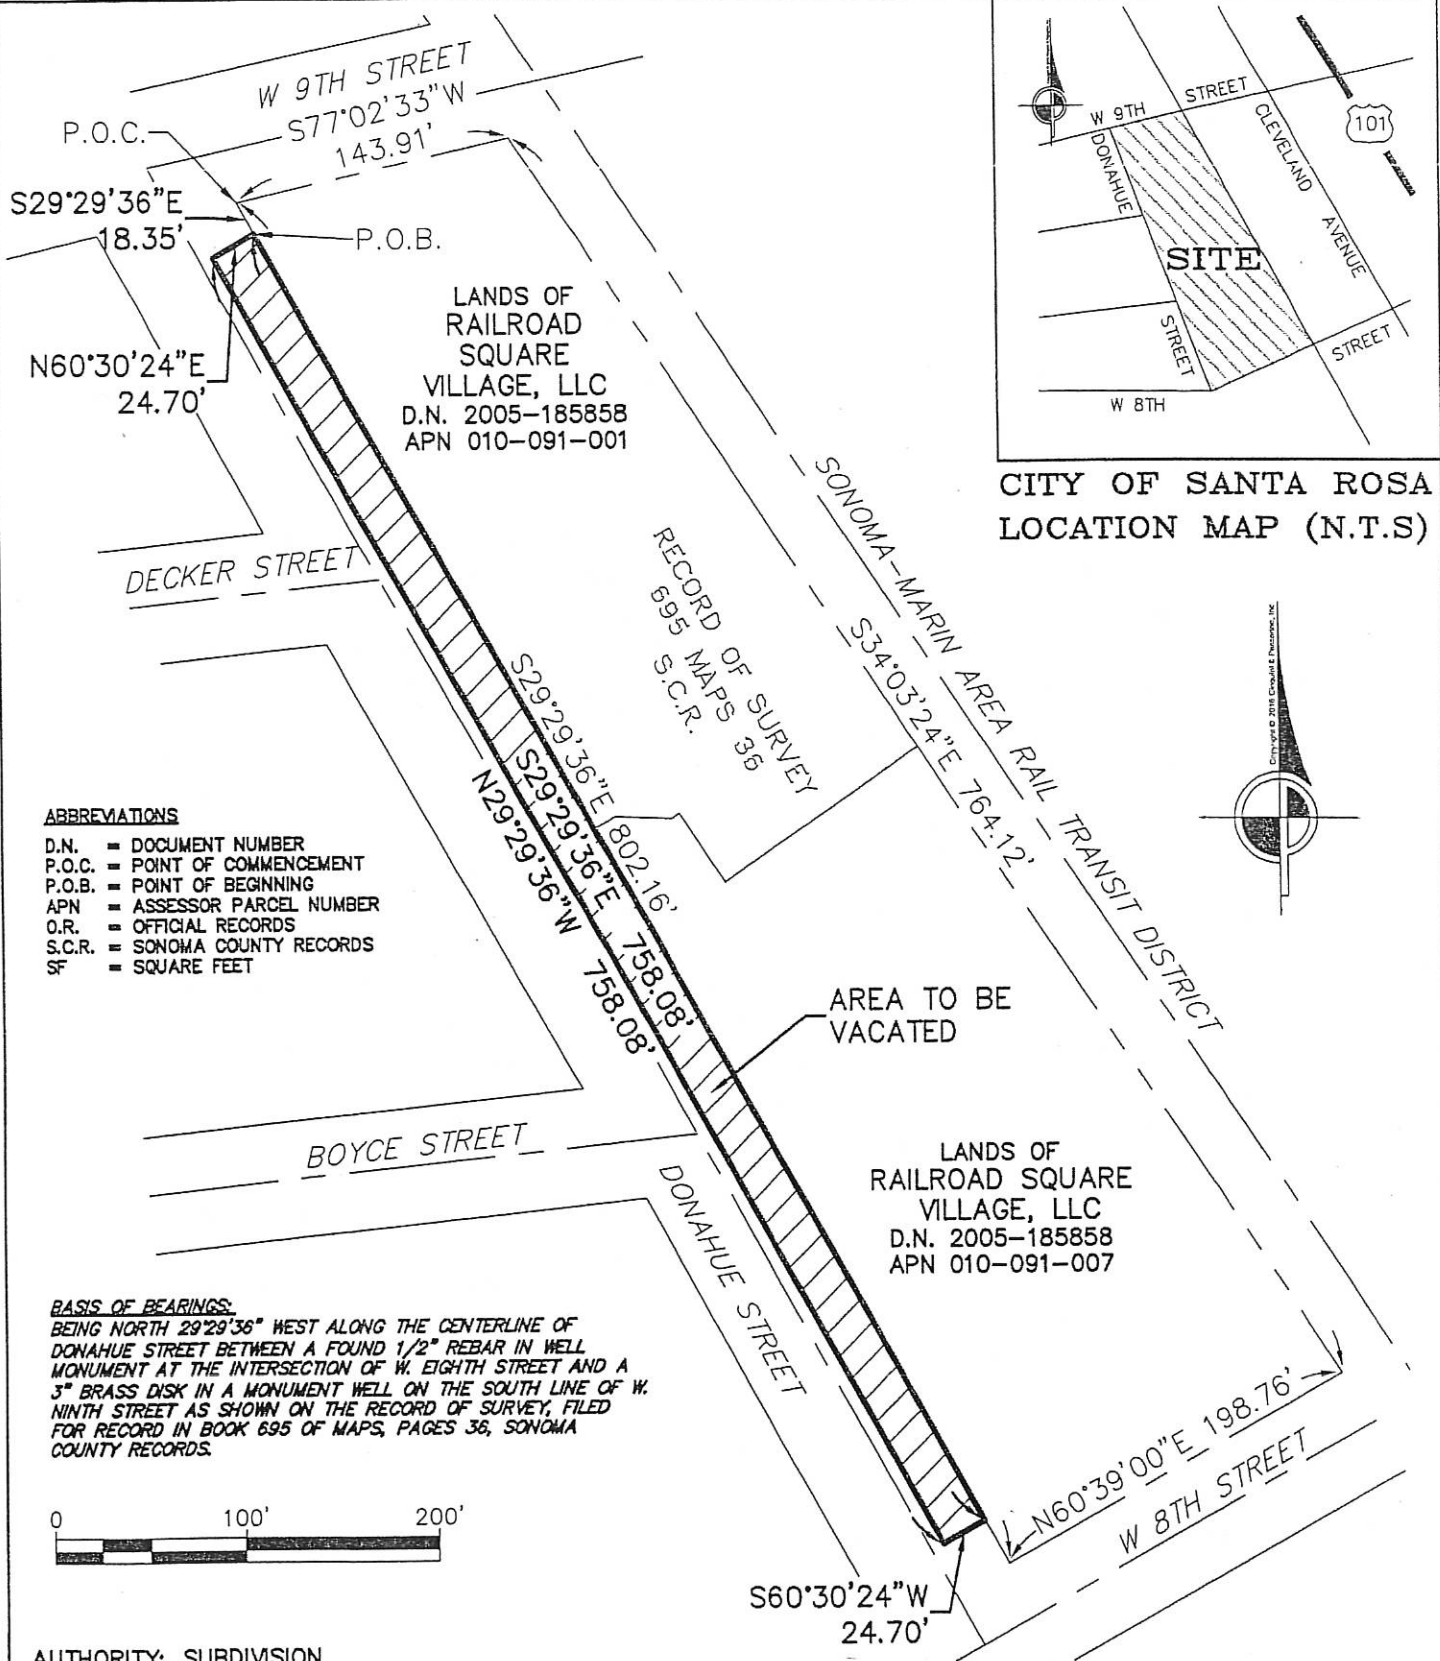 W 9TH STREET
S77°02'33"W
143.91'
P.O.C.
S29°29'36"E
18.35'
P.O.B.
N60°30'24"E
24.70'
LANDS OF
RAILROAD
SQUARE
VILLAGE, LLC
D.N. 2005-185858
APN 010-091-001
W 9TH
STREET
DONAHUE
STREET
CLEVELAND
AVENUE
101
SITE
W 8TH
STREET
CITY OF SANTA ROSA
LOCATION MAP (N.T.S)
DECKER STREET
RECORD OF SURVEY
695 MAPS 36
S.C.R.
SONOMA-MARIN AREA RAIL TRANSIT DISTRICT
S34°03'24"E 764.12'
S29°29'36"E 802.16'
S29°29'36"E 758.08'
N29°29'36"W 758.08'
ABBREVIATIONS
D.N. = DOCUMENT NUMBER
P.O.C. = POINT OF COMMENCEMENT
P.O.B. = POINT OF BEGINNING
APN = ASSESSOR PARCEL NUMBER
O.R. = OFFICIAL RECORDS
S.C.R. = SONOMA COUNTY RECORDS
SF = SQUARE FEET
AREA TO BE
VACATED
BOYCE STREET
DONAHUE STREET
LANDS OF
RAILROAD SQUARE
VILLAGE, LLC
D.N. 2005-185858
APN 010-091-007
BASIS OF BEARINGS:
BEING NORTH 29°29'36" WEST ALONG THE CENTERLINE OF
DONAHUE STREET BETWEEN A FOUND 1/2" REBAR IN WELL
MONUMENT AT THE INTERSECTION OF W. EIGHTH STREET AND A
3" BRASS DISK IN A MONUMENT WELL ON THE SOUTH LINE OF W.
NINTH STREET AS SHOWN ON THE RECORD OF SURVEY, FILED
FOR RECORD IN BOOK 695 OF MAPS, PAGES 36, SONOMA
COUNTY RECORDS.
0 100' 200'
N60°39'00"E 198.76'
W 8TH STREET
S60°30'24"W
24.70'
AUTHORITY: SUBDIVISION